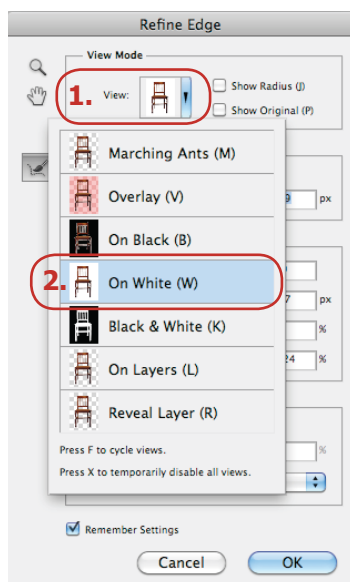 Refine Edge
View Mode
1.
View:
Show Radius (J)
Show Original (P)
Marching Ants (M)
Overlay (V)
px
On Black (B)
2.
On White (W)
7 px
Black & White (K)
%
On Layers (L)
24 %
Reveal Layer (R)
Press F to cycle views.
%
Press X to temporarily disable all views.
Remember Settings
Cancel
OK